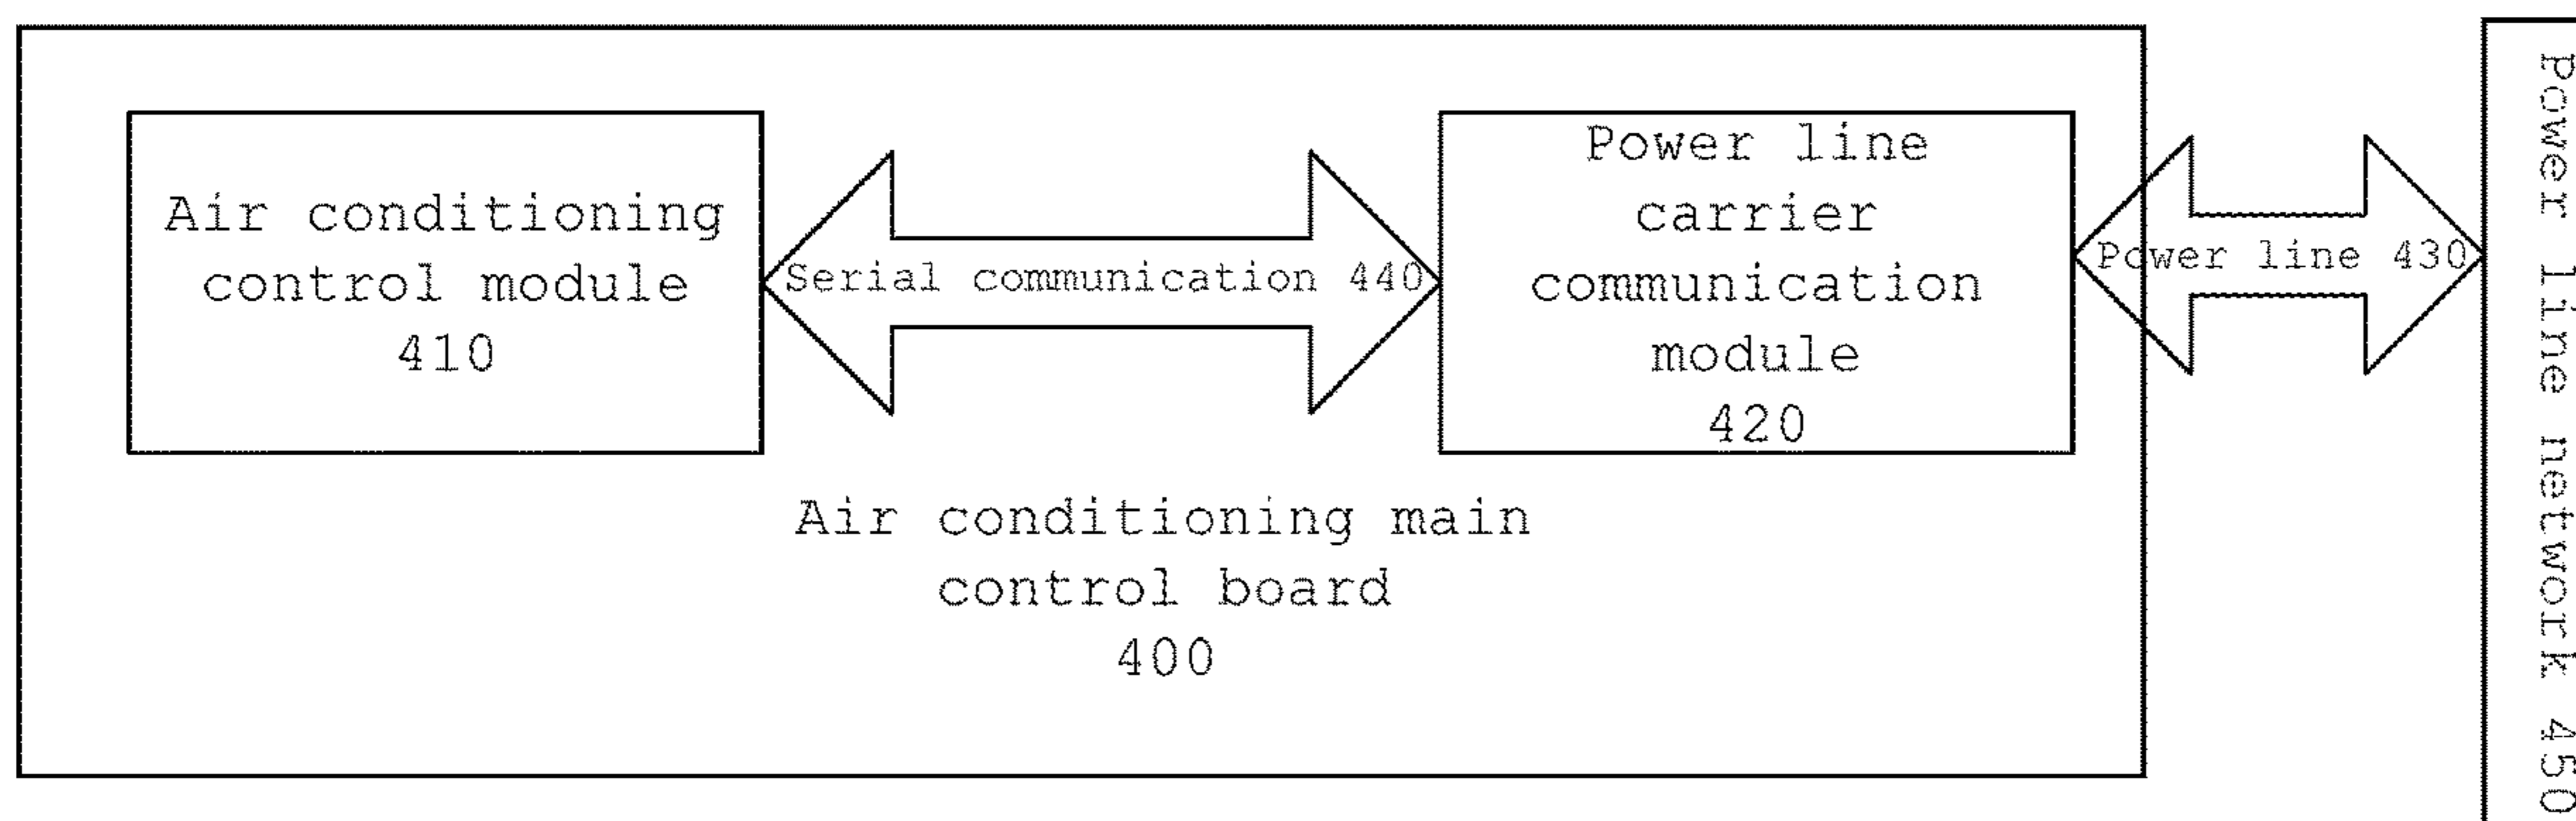 Air conditioning
control module
410
Serial communication 440
Power line
carrier
communication
module
420
Power line 430
Power line network 450
Air conditioning main
control board
400